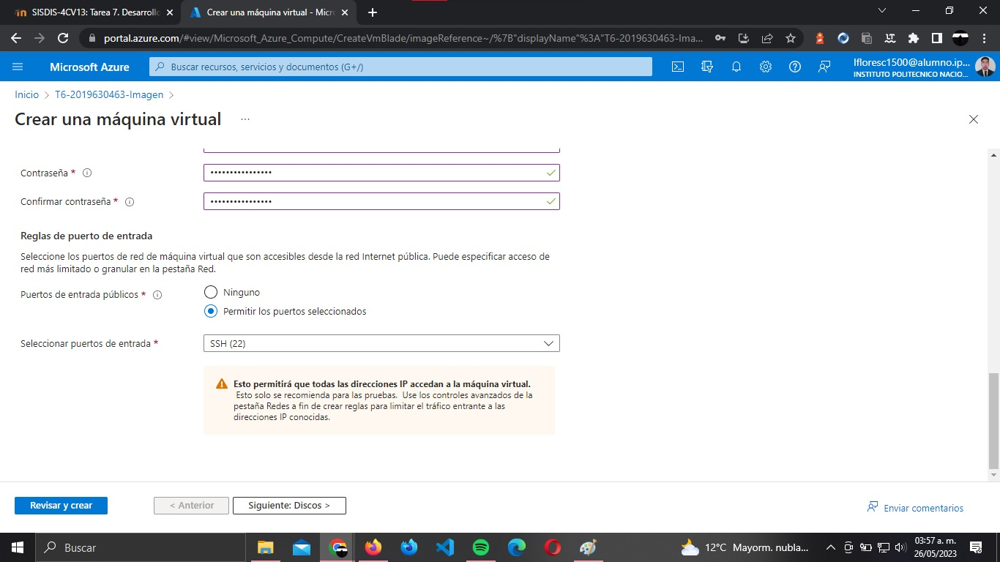 SISDIS-4CV13: Tarea 7. Desarrollo
Crear una máquina virtual - Micro
portal.azure.com/#view/Microsoft_Azure_Compute/CreateVmBlade/imageReference~/%7B"displayName"%3A"T6-2019630463-Ima...
Microsoft Azure
Buscar recursos, servicios y documentos (G+/)
lfloresc1500@alumno.ip...
INSTITUTO POLITECNICO NACIO...
Inicio > T6-2019630463-Imagen >
Crear una máquina virtual ...
Contraseña *
••••••••••••••••
Confirmar contraseña *
••••••••••••••••
Reglas de puerto de entrada
Seleccione los puertos de red de máquina virtual que son accesibles desde la red Internet pública. Puede especificar acceso de
red más limitado o granular en la pestaña Red.
Puertos de entrada públicos *
Ninguno
Permitir los puertos seleccionados
Seleccionar puertos de entrada *
SSH (22)
Esto permitirá que todas las direcciones IP accedan a la máquina virtual.
Esto solo se recomienda para las pruebas. Use los controles avanzados de la
pestaña Redes a fin de crear reglas para limitar el tráfico entrante a las
direcciones IP conocidas.
Revisar y crear
< Anterior
Siguiente: Discos >
Enviar comentarios
Buscar
12°C Mayorm. nubla...
03:57 a. m.
26/05/2023